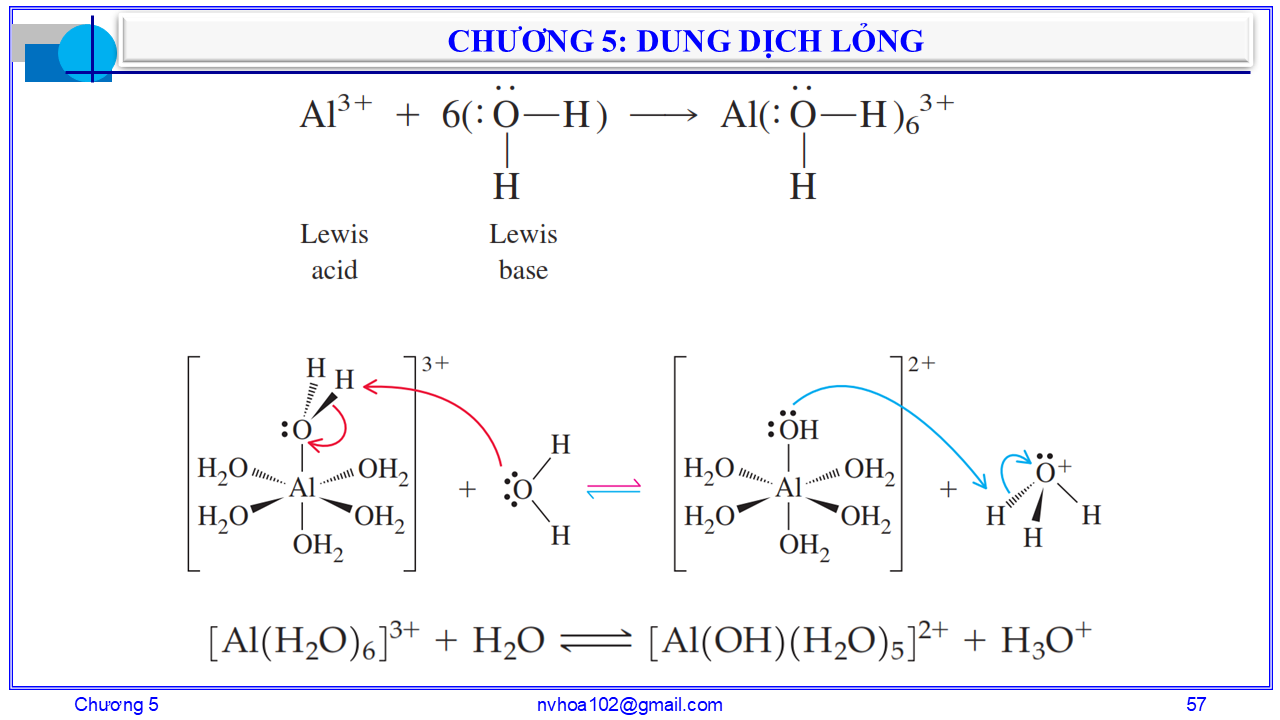 CHƯƠNG 5: DUNG DỊCH LỎNG
Al³⁺ + 6(:Ö—H) ⟶ Al(:Ö—H)₆³⁺
H H
Lewis Lewis
acid base
[ ]³⁺ [ ]²⁺
H H
:O H :ÖH
H₂O OH₂ H₂O OH₂ Ö⁺
Al + :O ⇌ Al +
H₂O OH₂ H₂O OH₂ H H
OH₂ H OH₂ H
[Al(H₂O)₆]³⁺ + H₂O ⇌ [Al(OH)(H₂O)₅]²⁺ + H₃O⁺
Chương 5 nvhoa102@gmail.com 57